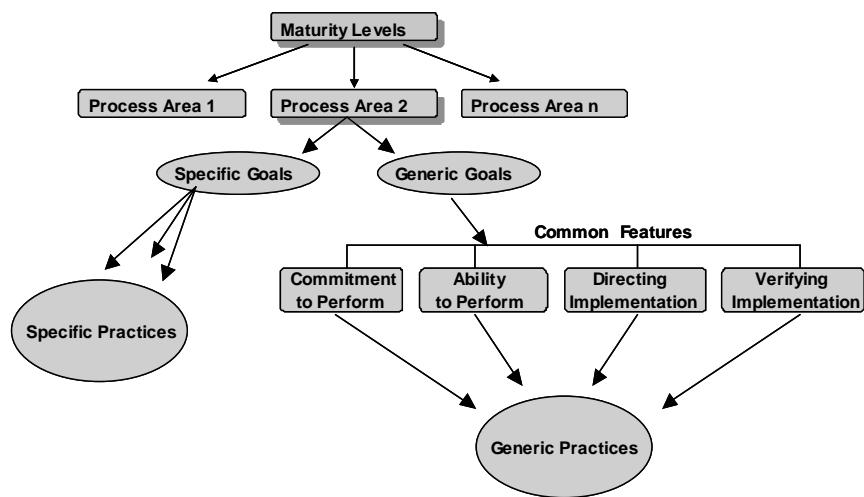 Maturity Levels
Process Area 1
Process Area 2
Process Area n
Specific Goals
Generic Goals
Common Features
Commitment
to Perform
Ability
to Perform
Directing
Implementation
Verifying
Implementation
Specific Practices
Generic Practices